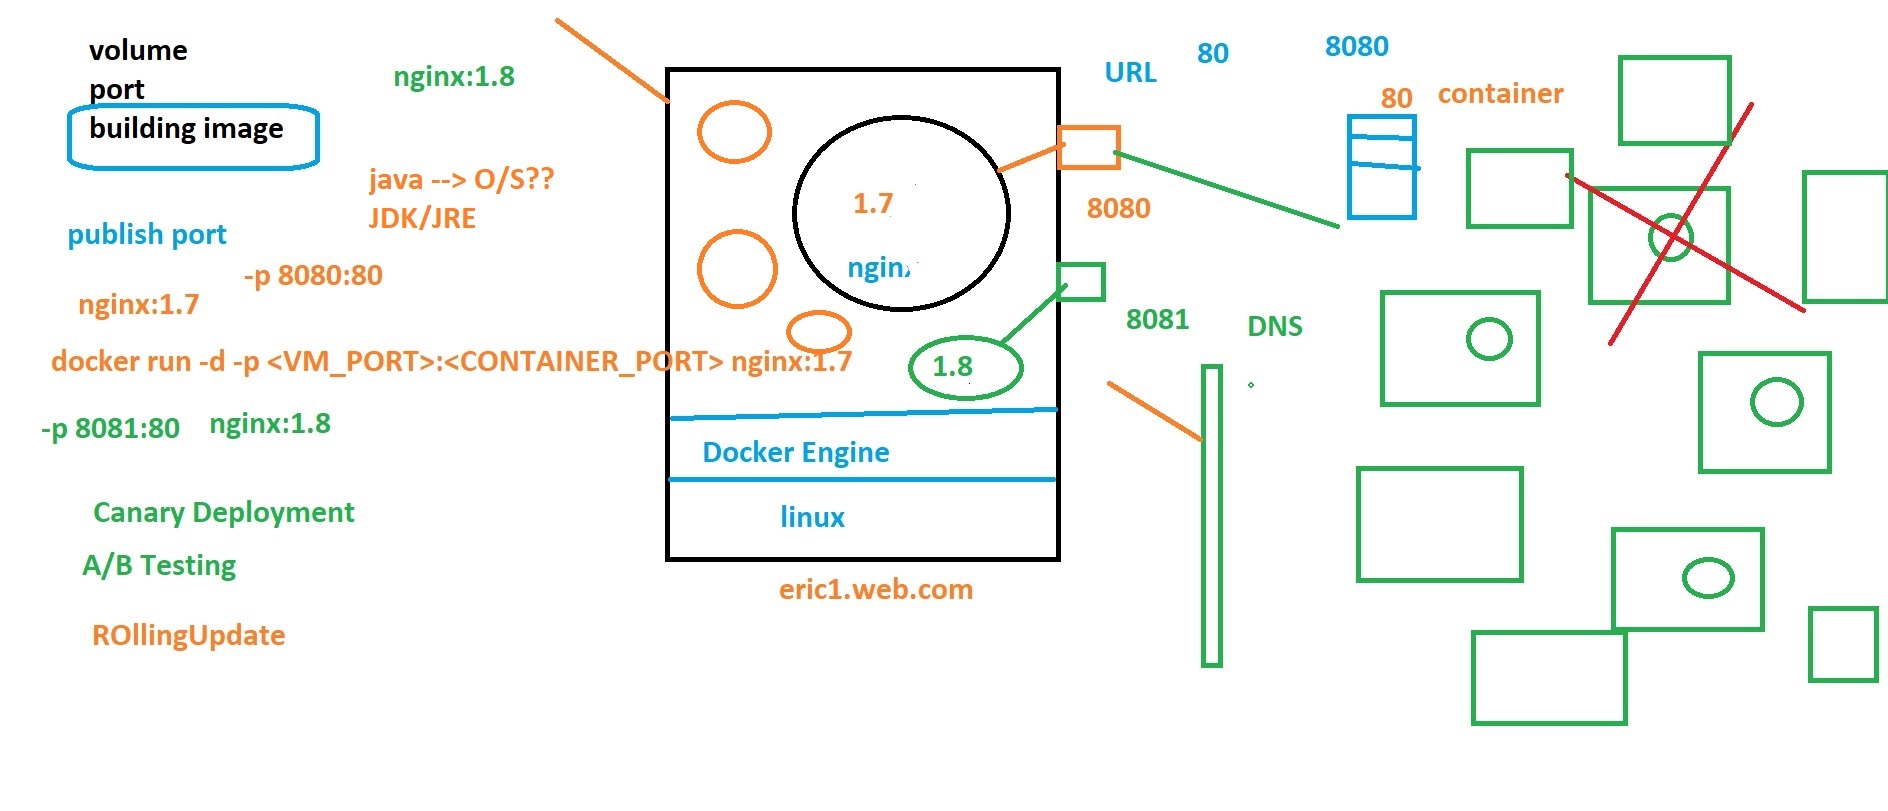 volume
port
building image
nginx:1.8
java --> O/S??
JDK/JRE
publish port
-p 8080:80
nginx:1.7
docker run -d -p <VM_PORT>:<CONTAINER_PORT> nginx:1.7
-p 8081:80
nginx:1.8
Canary Deployment
A/B Testing
ROllingUpdate
1.7
1.8
Docker Engine
linux
eric1.web.com
URL
80
8080
80
container
8080
8081
DNS